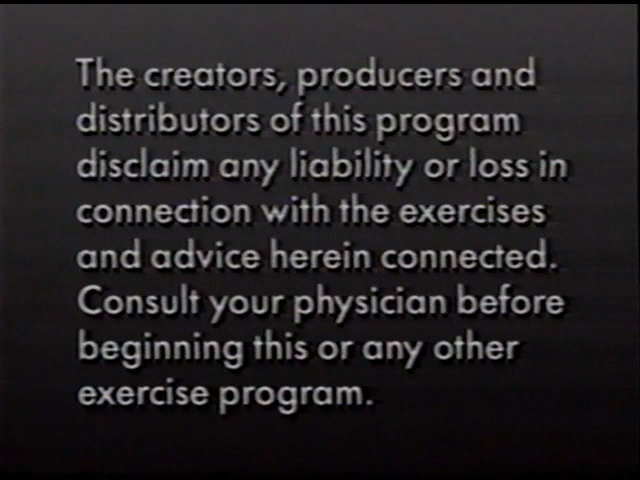 The creators, producers and
distributors of this program
disclaim any liability or loss in
connection with the exercises
and advice herein connected.
Consult your physician before
beginning this or any other
exercise program.